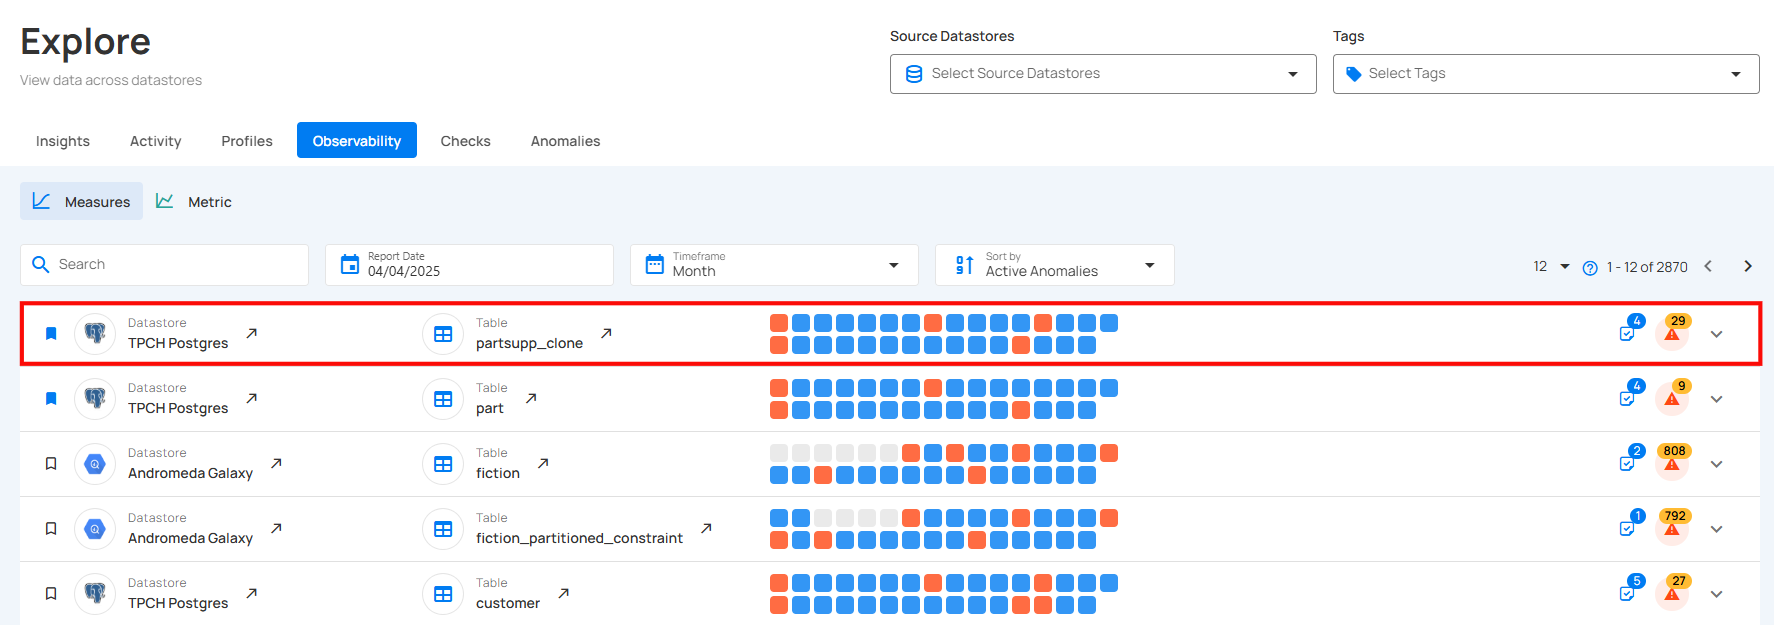 Explore
View data across datastores
Source Datastores
Select Source Datastores
Tags
Select Tags
Insights
Activity
Profiles
Observability
Checks
Anomalies
Measures
Metric
Search
Report Date
04/04/2025
Timeframe
Month
Sort by
Active Anomalies
12
1 - 12 of 2870
Datastore
TPCH Postgres
Table
partsupp_clone
4
29
Datastore
TPCH Postgres
Table
part
4
9
Datastore
Andromeda Galaxy
Table
fiction
2
808
Datastore
Andromeda Galaxy
Table
fiction_partitioned_constraint
1
792
Datastore
TPCH Postgres
Table
customer
5
27